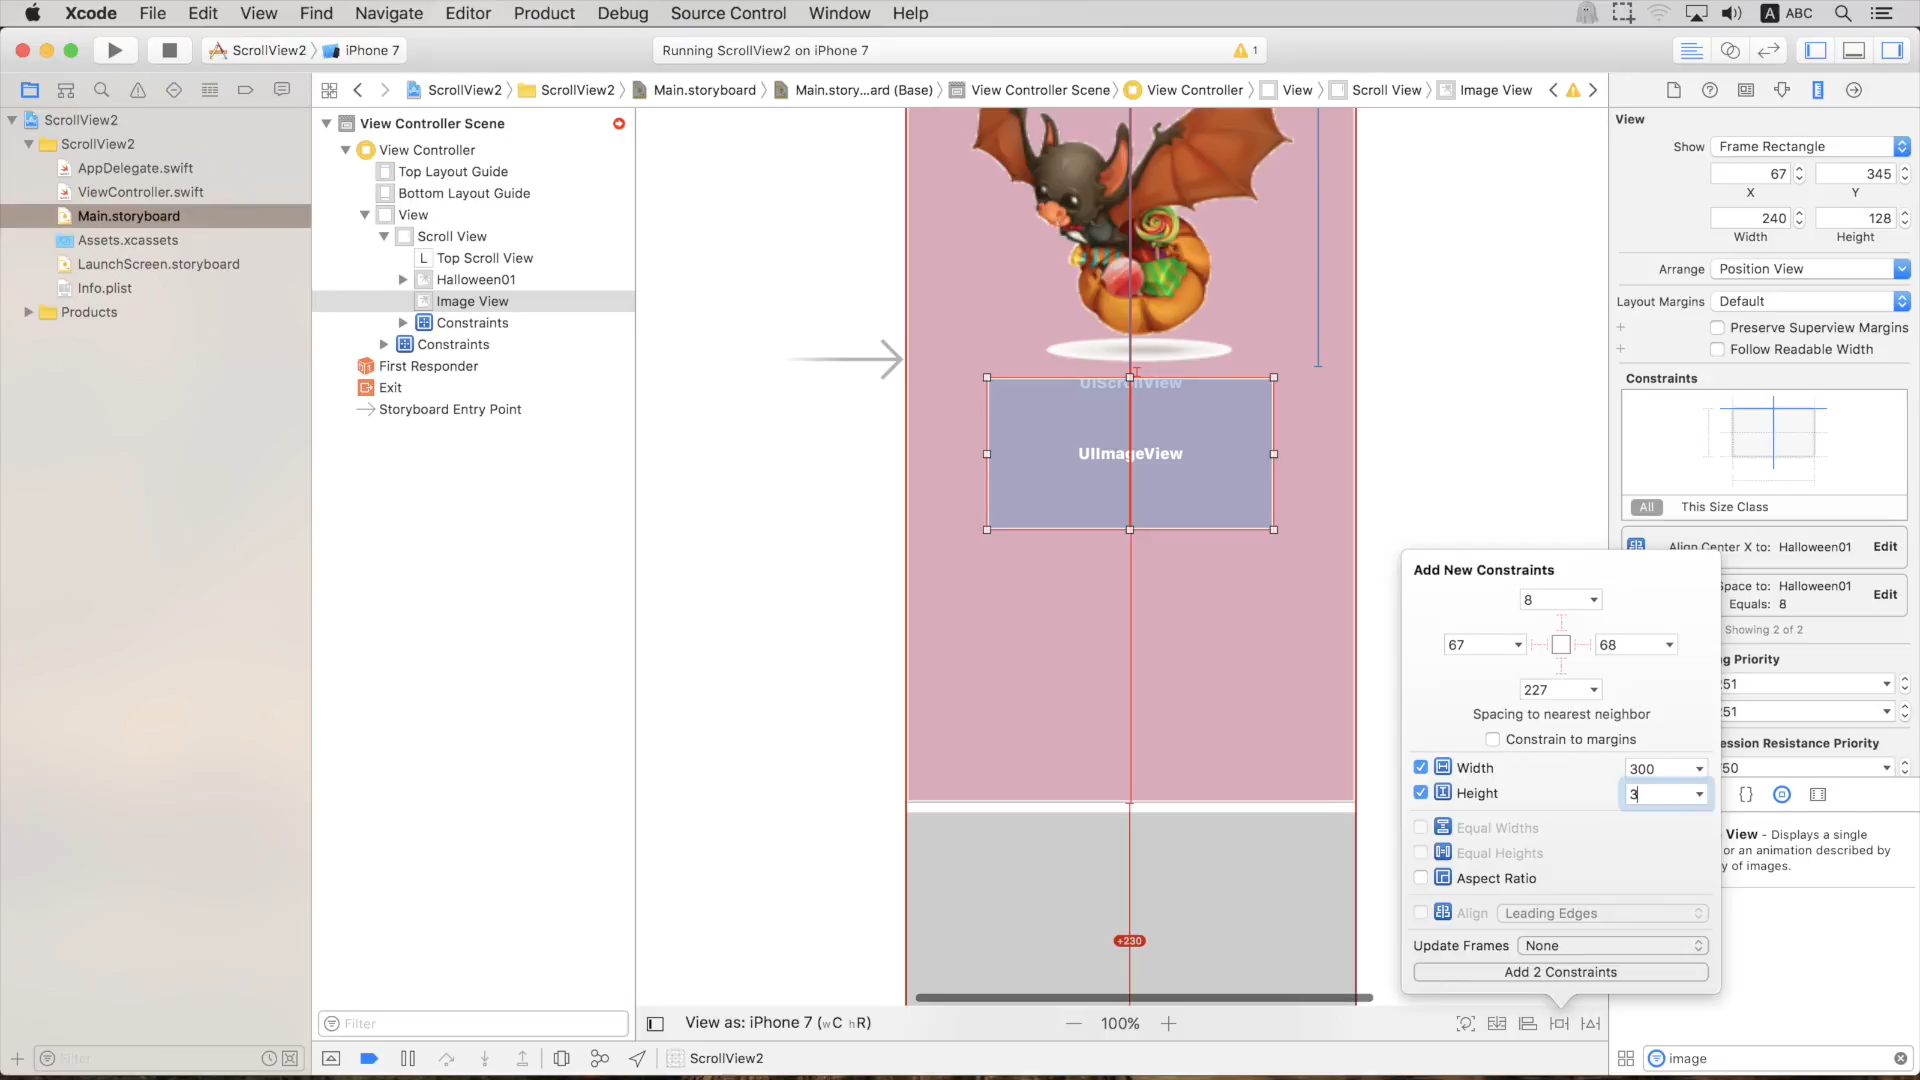 Xcode File Edit View Find Navigate Editor Product Debug Source Control Window Help A ABC
ScrollView2 iPhone 7 Running ScrollView2 on iPhone 7 1
ScrollView2 ScrollView2 Main.storyboard Main.story...ard (Base) View Controller Scene View Controller View Scroll View Image View
ScrollView2
ScrollView2
AppDelegate.swift
ViewController.swift
Main.storyboard
Assets.xcassets
LaunchScreen.storyboard
Info.plist
Products
Filter
View Controller Scene
View Controller
Top Layout Guide
Bottom Layout Guide
View
Scroll View
L Top Scroll View
Halloween01
Image View
Constraints
Constraints
First Responder
Exit
Storyboard Entry Point
Filter
UIScrollView
UIImageView
+230
View as: iPhone 7 (wC hR)
100%
ScrollView2
View
Show Frame Rectangle
67 345
X Y
240 128
Width Height
Arrange Position View
Layout Margins Default
Preserve Superview Margins
Follow Readable Width
Constraints
All This Size Class
Align Center X to: Halloween01 Edit
Space to: Halloween01
Equals: 8 Edit
Showing 2 of 2
g Priority
51
51
ession Resistance Priority
50
{}
View - Displays a single
or an animation described by
y of images.
image
Add New Constraints
8
67 68
227
Spacing to nearest neighbor
Constrain to margins
Width 300
Height 3
Equal Widths
Equal Heights
Aspect Ratio
Align Leading Edges
Update Frames None
Add 2 Constraints